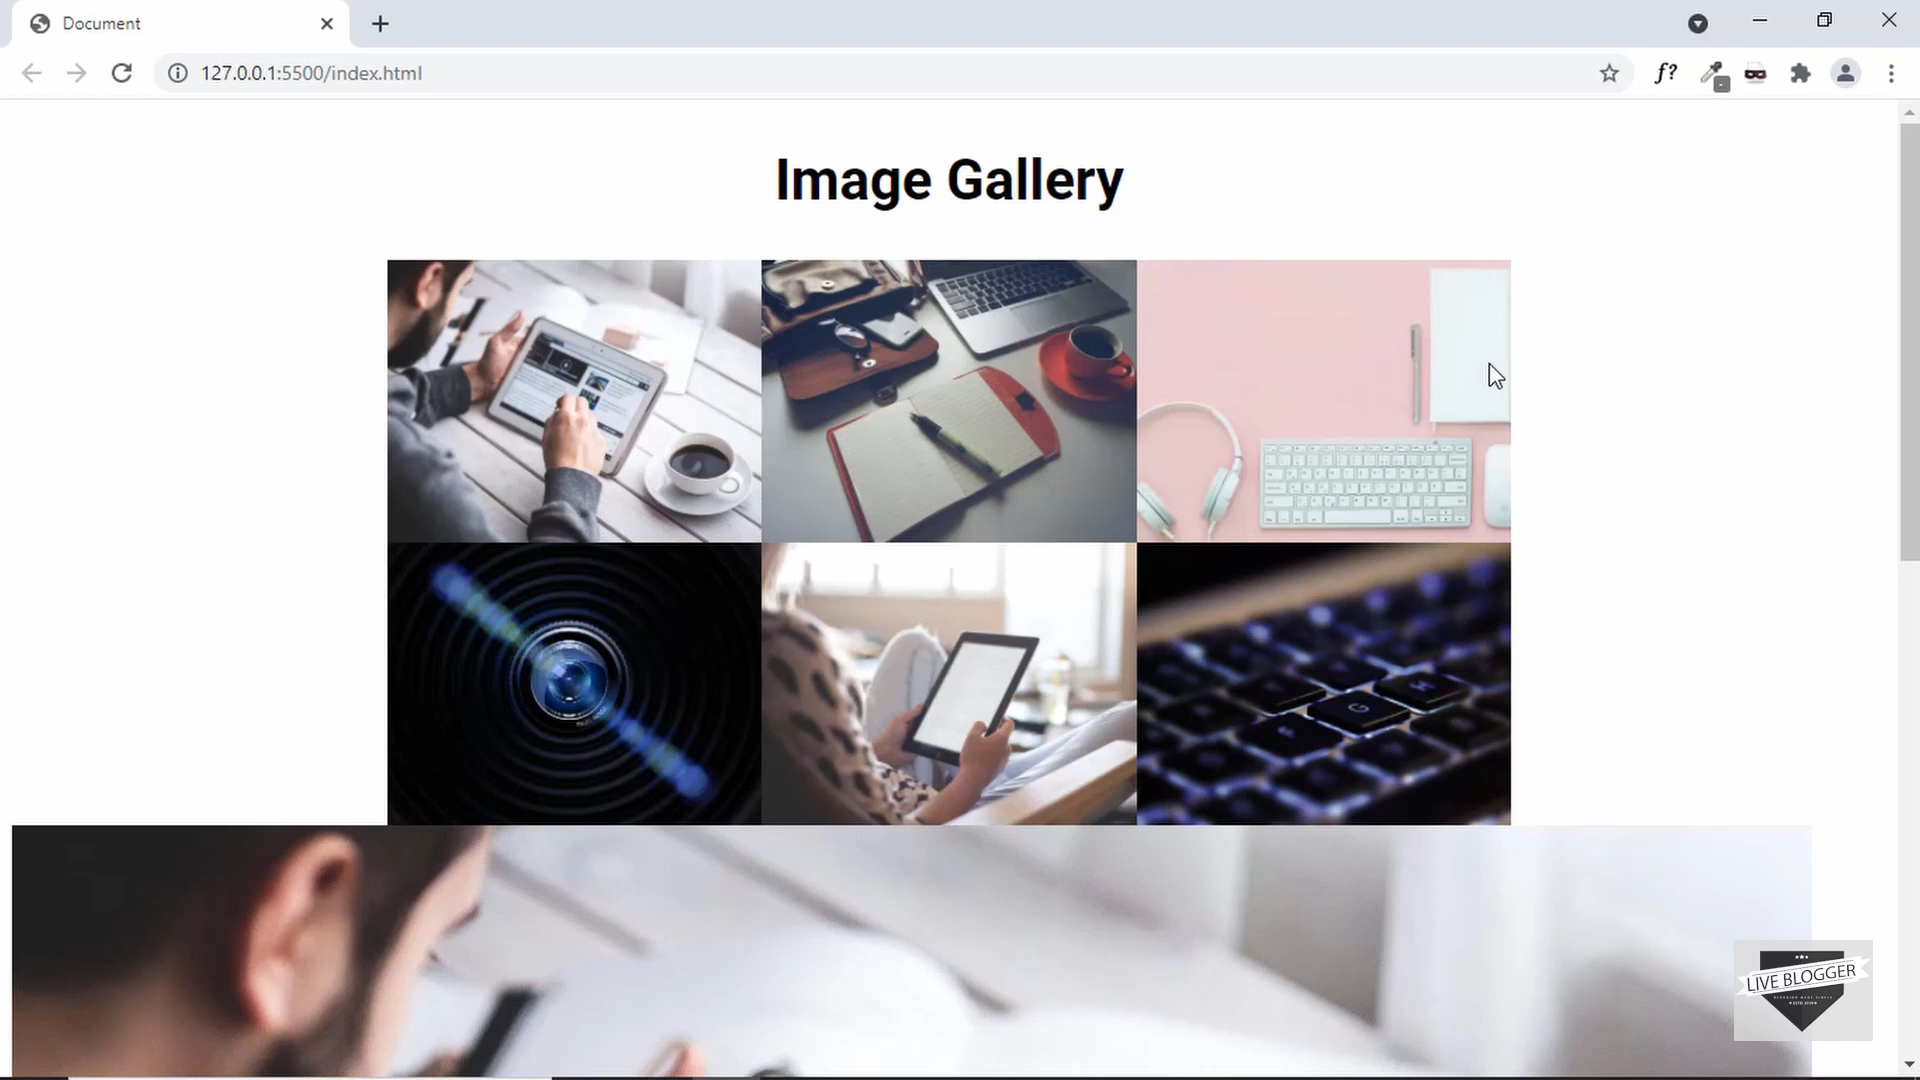 Document
127.0.0.1:5500/index.html
f?
Image Gallery
G
H
LIVE BLOGGER